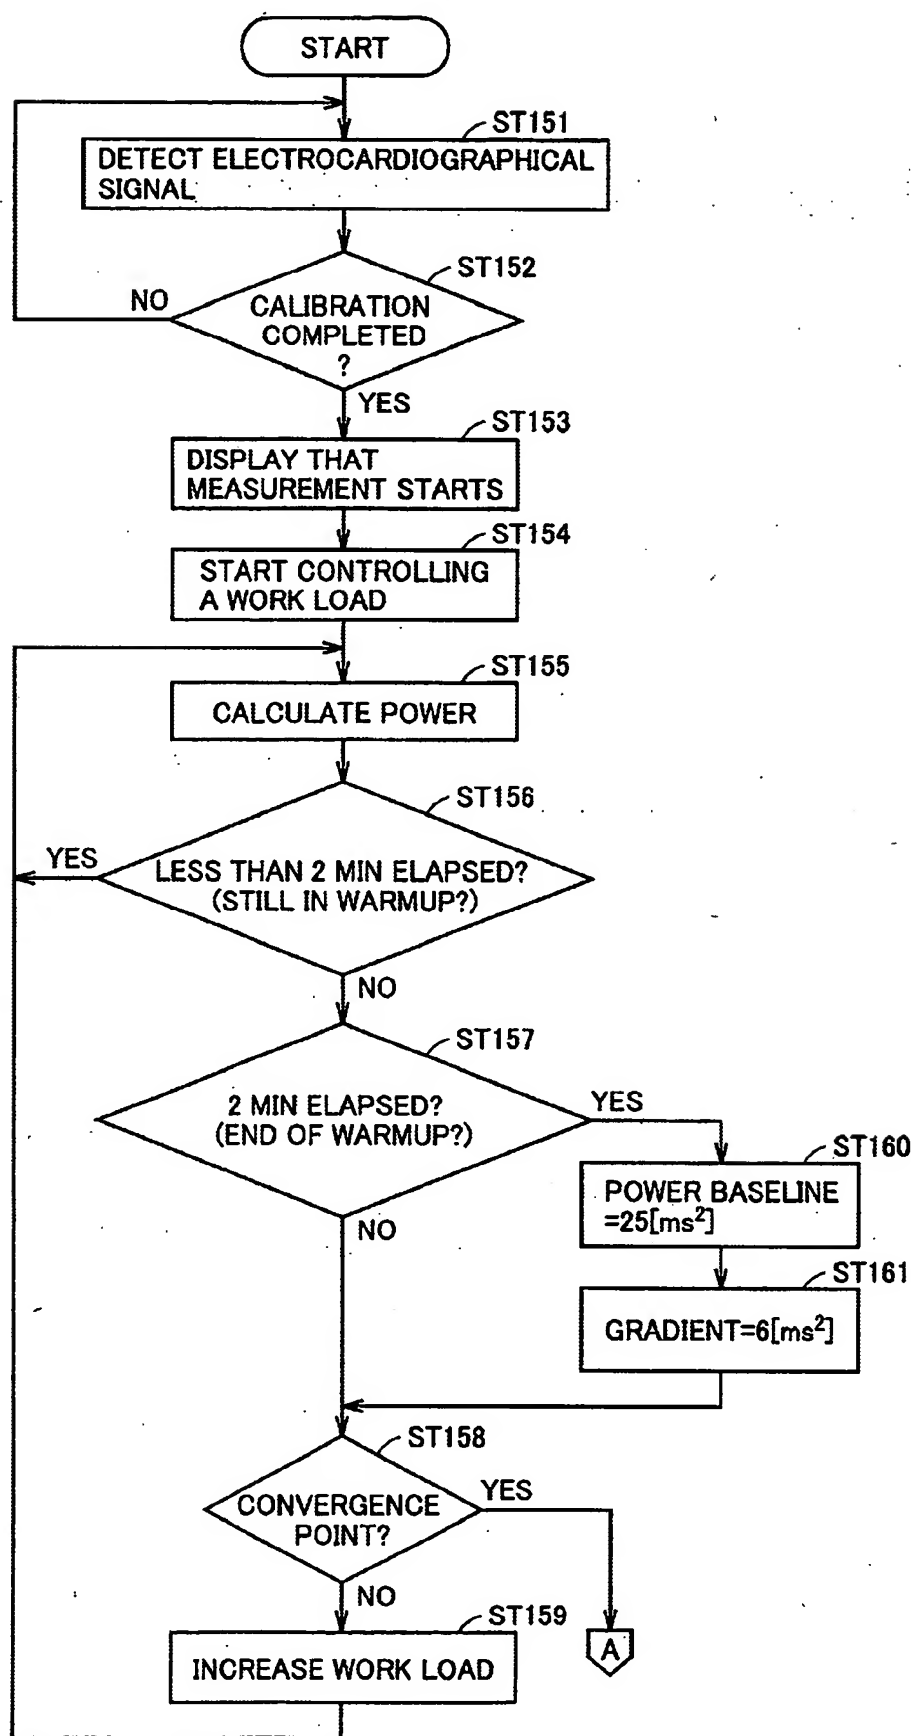 START
ST151
DETECT ELECTROCARDIOGRAPHICAL
SIGNAL
ST152
NO
CALIBRATION
COMPLETED
?
YES
ST153
DISPLAY THAT
MEASUREMENT STARTS
ST154
START CONTROLLING
A WORK LOAD
ST155
CALCULATE POWER
ST156
YES
LESS THAN 2 MIN ELAPSED?
(STILL IN WARMUP?)
NO
ST157
2 MIN ELAPSED?
(END OF WARMUP?)
YES
ST160
POWER BASELINE
=25[ms²]
NO
ST161
GRADIENT=6[ms²]
ST158
CONVERGENCE
POINT?
YES
NO
ST159
INCREASE WORK LOAD
A